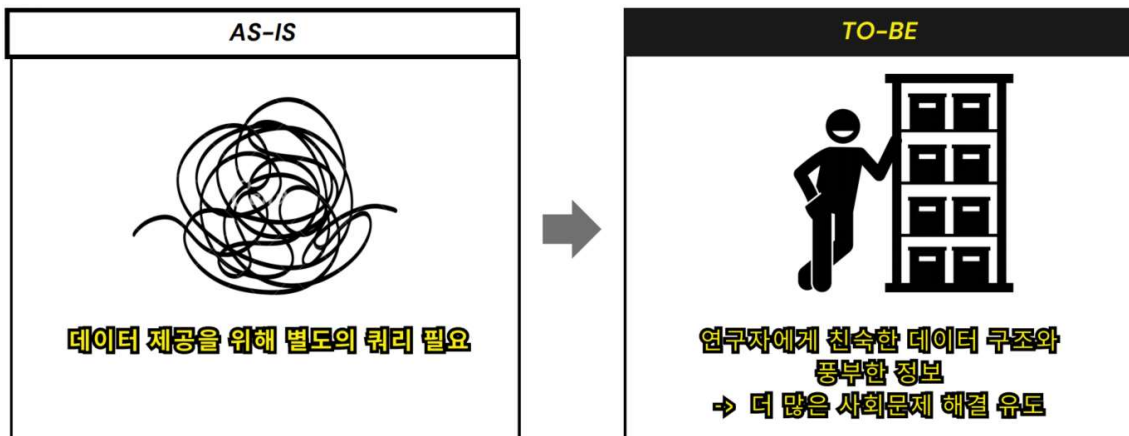 AS-IS
TO-BE
데이터 제공을 위해 별도의 쿼리 필요
연구자에게 친숙한 데이터 구조와
풍부한 정보
-> 더 많은 사회문제 해결 유도